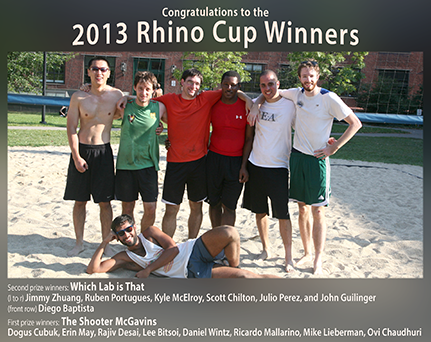 Congratulations to the
2013 Rhino Cup Winners
ΕΛ
Second prize winners: Which Lab is That
(l to r) Jimmy Zhuang, Ruben Portugues, Kyle McElroy, Scott Chilton, Julio Perez, and John Guilinger
(front row) Diego Baptista
First prize winners: The Shooter McGavins
Dogus Cubuk, Erin May, Rajiv Desai, Lee Bitsoi, Daniel Wintz, Ricardo Mallarino, Mike Lieberman, Ovi Chaudhuri